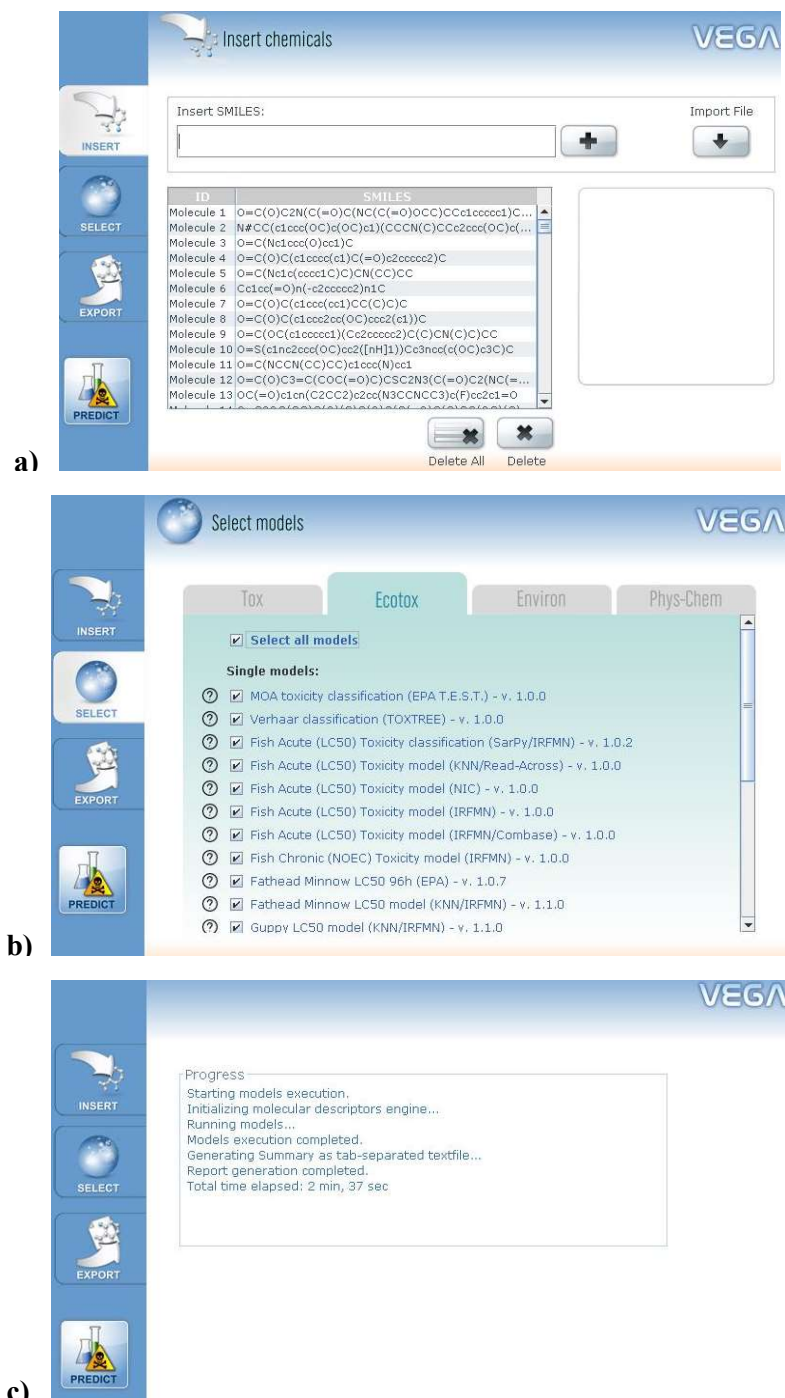 Insert chemicals
VEGA
INSERT
SELECT
EXPORT
PREDICT
Insert SMILES:
Import File
ID SMILES
Molecule 1 O=C(O)C2N(C(=O)C(NC(C(=O)OCC)CCc1ccccc1)C...
Molecule 2 N#CC(c1ccc(OC)c(OC)c1)(CCCN(C)CCc2ccc(OC)c(...
Molecule 3 O=C(Nc1ccc(O)cc1)C
Molecule 4 O=C(O)C(c1cccc(c1)C(=O)c2ccccc2)C
Molecule 5 O=C(Nc1c(cccc1C)C)CN(CC)CC
Molecule 6 Cc1cc(=O)n(-c2ccccc2)n1C
Molecule 7 O=C(O)C(c1ccc(cc1)CC(C)C)C
Molecule 8 O=C(O)C(c1ccc2cc(OC)ccc2(c1))C
Molecule 9 O=C(OC(c1ccccc1)(Cc2ccccc2)C(C)CN(C)C)CC
Molecule 10 O=S(c1nc2ccc(OC)cc2([nH]1))Cc3ncc(c(OC)c3C)C
Molecule 11 O=C(NCCN(CC)CC)c1ccc(N)cc1
Molecule 12 O=C(O)C3=C(COC(=O)C)CSC2N3(C(=O)C2(NC(=...
Molecule 13 OC(=O)c1cn(C2CC2)c2cc(N3CCNCC3)c(F)cc2c1=O
Delete All Delete
a)
Select models
VEGA
INSERT
SELECT
EXPORT
PREDICT
Tox Ecotox Environ Phys-Chem
Select all models
Single models:
MOA toxicity classification (EPA T.E.S.T.) - v. 1.0.0
Verhaar classification (TOXTREE) - v. 1.0.0
Fish Acute (LC50) Toxicity classification (SarPy/IRFMN) - v. 1.0.2
Fish Acute (LC50) Toxicity model (KNN/Read-Across) - v. 1.0.0
Fish Acute (LC50) Toxicity model (NIC) - v. 1.0.0
Fish Acute (LC50) Toxicity model (IRFMN) - v. 1.0.0
Fish Acute (LC50) Toxicity model (IRFMN/Combase) - v. 1.0.0
Fish Chronic (NOEC) Toxicity model (IRFMN) - v. 1.0.0
Fathead Minnow LC50 96h (EPA) - v. 1.0.7
Fathead Minnow LC50 model (KNN/IRFMN) - v. 1.1.0
Guppy LC50 model (KNN/IRFMN) - v. 1.1.0
b)
VEGA
INSERT
SELECT
EXPORT
PREDICT
Progress
Starting models execution.
Initializing molecular descriptors engine...
Running models...
Models execution completed.
Generating Summary as tab-separated textfile...
Report generation completed.
Total time elapsed: 2 min, 37 sec
c)